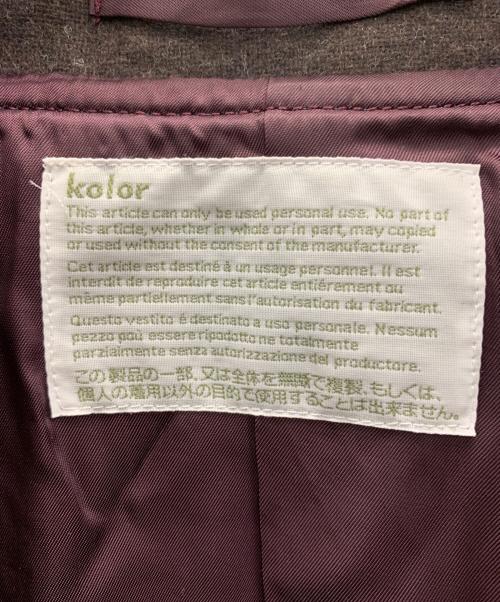 kolor
This article can only be used personal use. No part of
this article, whether in whole or in part, may copied
or used without the consent of the manufacturer.
Cet article est destiné à un usage personnel. Il est
interdit de reproduire cet article entiérement ou
mème partiellement sans l'autorisation du fabricant.
Questo vestito é destinato a uso personale. Nessum
pezzo puó essere ripodotto ne totalmente
parzialmente senza autorizzazione del productore.
この製品の一部、又は全体を無断で複製、もしくは、
個人の着用以外の目的で使用することは出来ません。